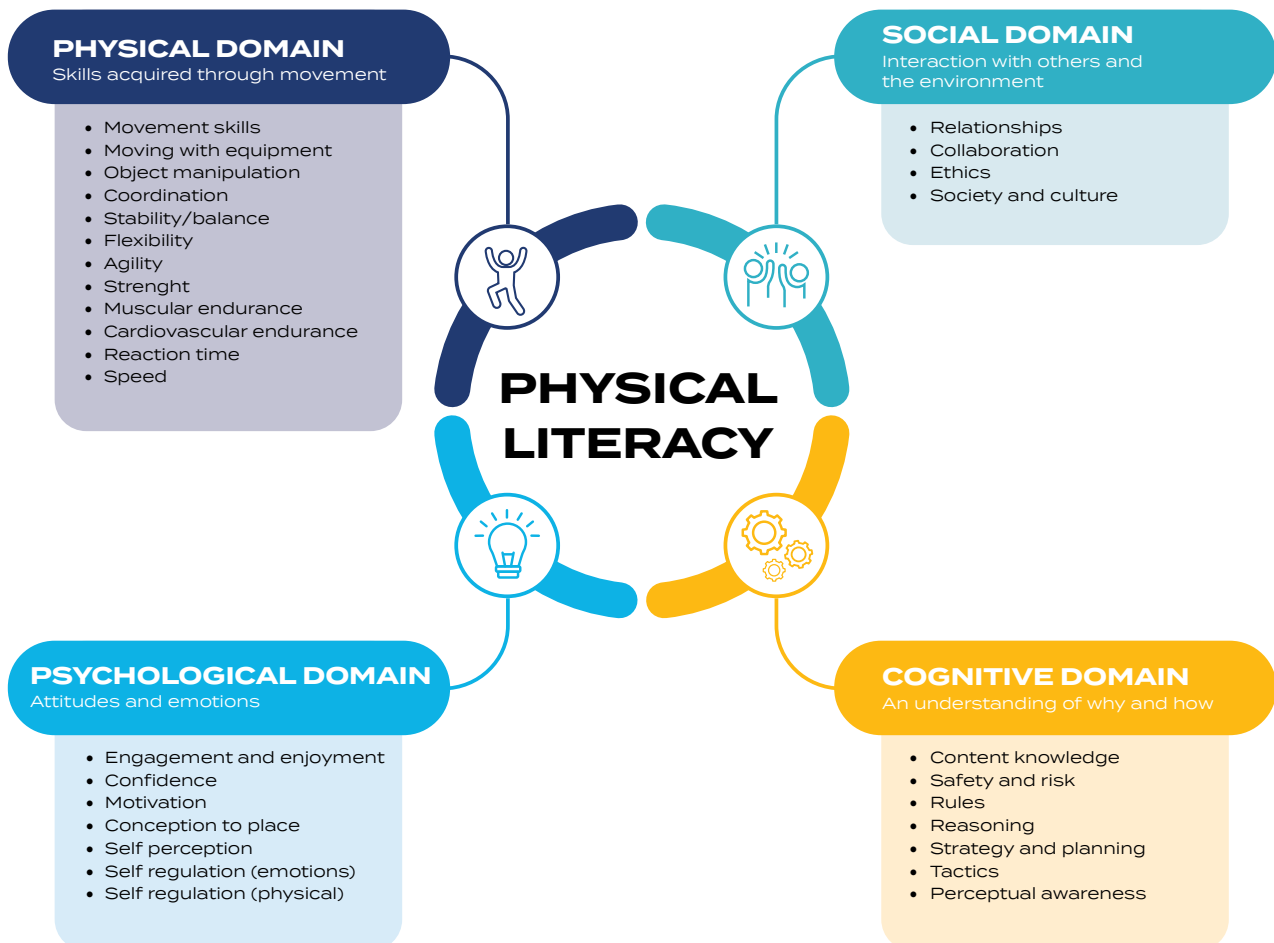 PHYSICAL DOMAIN
Skills acquired through movement
• Movement skills
• Moving with equipment
• Object manipulation
• Coordination
• Stability/balance
• Flexibility
• Agility
• Strenght
• Muscular endurance
• Cardiovascular endurance
• Reaction time
• Speed
SOCIAL DOMAIN
Interaction with others and
the environment
• Relationships
• Collaboration
• Ethics
• Society and culture
PHYSICAL
LITERACY
PSYCHOLOGICAL DOMAIN
Attitudes and emotions
• Engagement and enjoyment
• Confidence
• Motivation
• Conception to place
• Self perception
• Self regulation (emotions)
• Self regulation (physical)
COGNITIVE DOMAIN
An understanding of why and how
• Content knowledge
• Safety and risk
• Rules
• Reasoning
• Strategy and planning
• Tactics
• Perceptual awareness